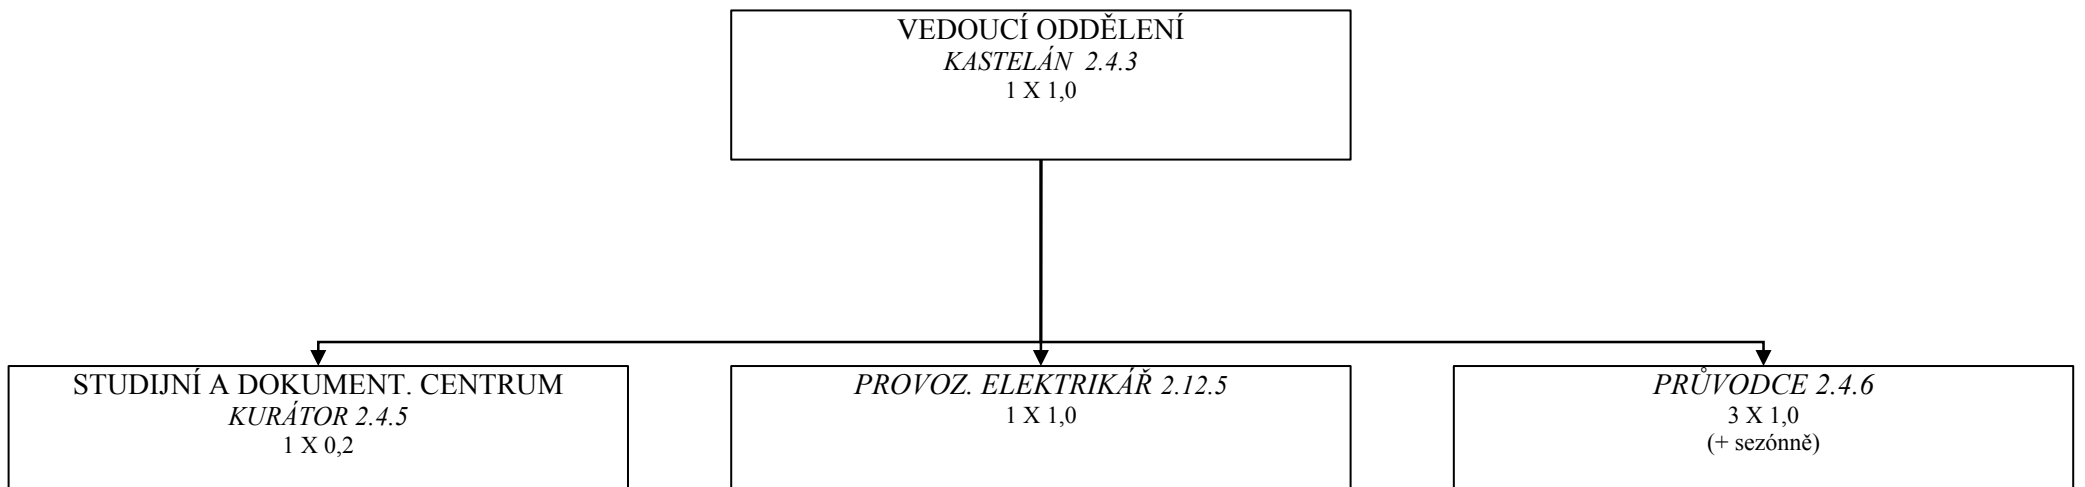 VEDOUCÍ ODDĚLENÍ
KASTELÁN 2.4.3
1 X 1,0
STUDIJNÍ A DOKUMENT. CENTRUM
KURÁTOR 2.4.5
1 X 0,2
PROVOZ. ELEKTRIKÁŘ 2.12.5
1 X 1,0
PRŮVODCE 2.4.6
3 X 1,0
(+ sezónně)